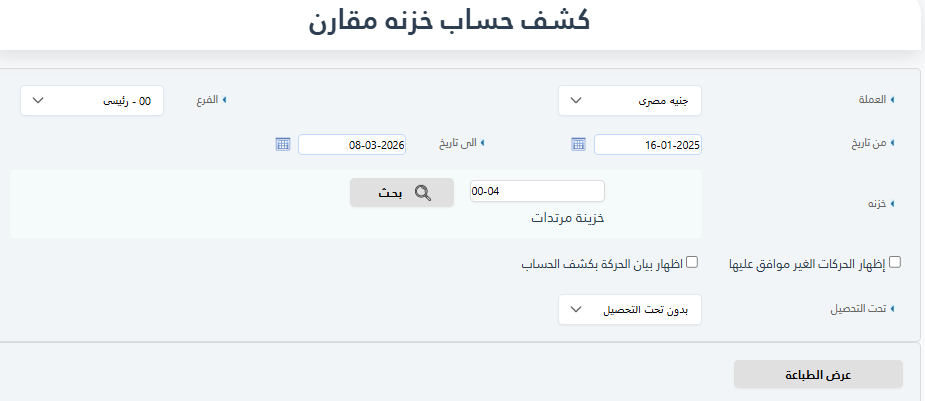 كشف حساب خزنه مقارن
العملة جنيه مصرى الفرع 00 - رئيسى
من تاريخ 16-01-2025 الى تاريخ 08-03-2026
خزنه 00-04 بحث
خزينة مرتدات
إظهار الحركات الغير موافق عليها اظهار بيان الحركة بكشف الحساب
تحت التحصيل بدون تحت التحصيل
عرض الطباعة